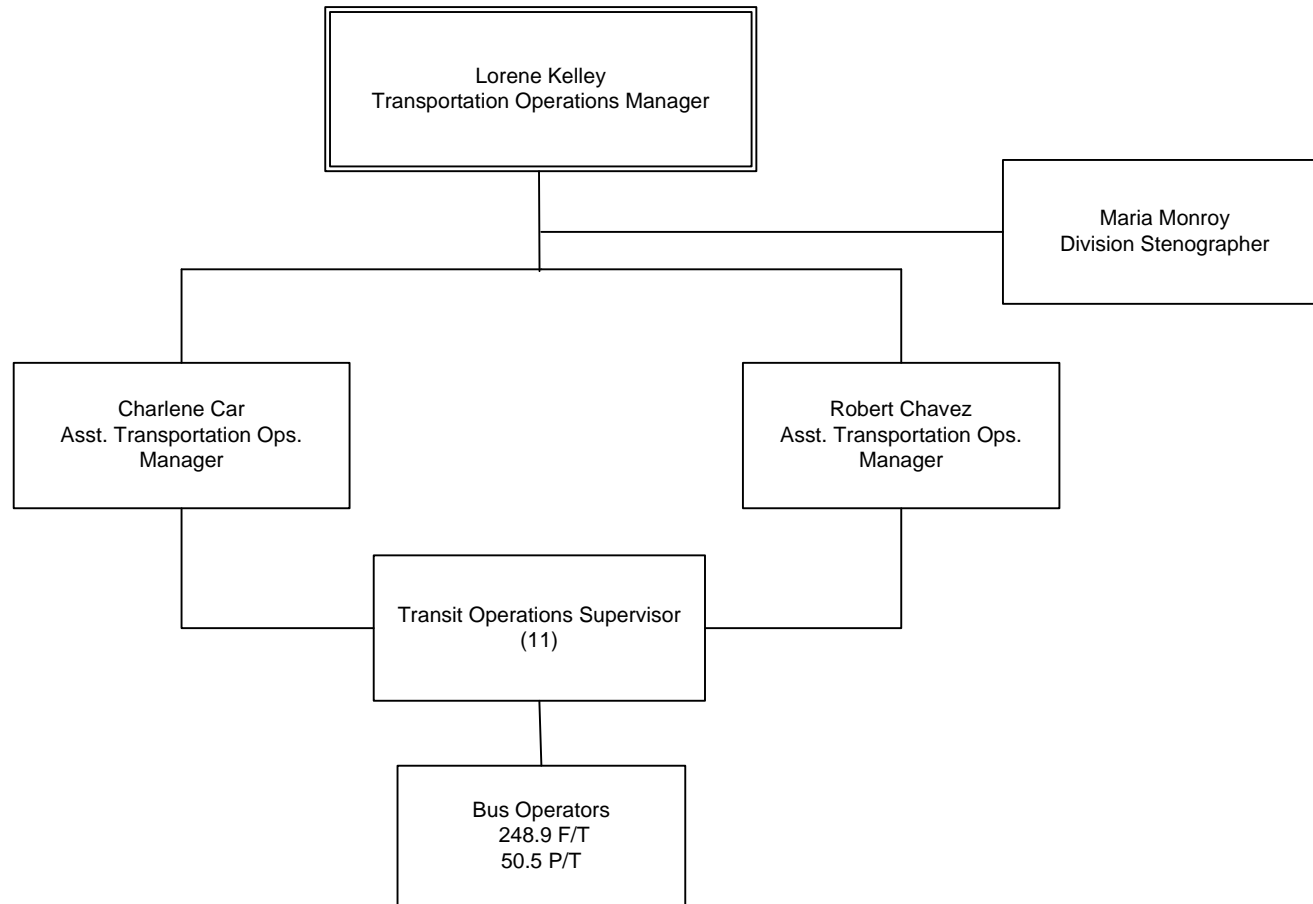 Lorene Kelley
Transportation Operations Manager
Maria Monroy
Division Stenographer
Charlene Car
Asst. Transportation Ops.
Manager
Robert Chavez
Asst. Transportation Ops.
Manager
Transit Operations Supervisor
(11)
Bus Operators
248.9 F/T
50.5 P/T